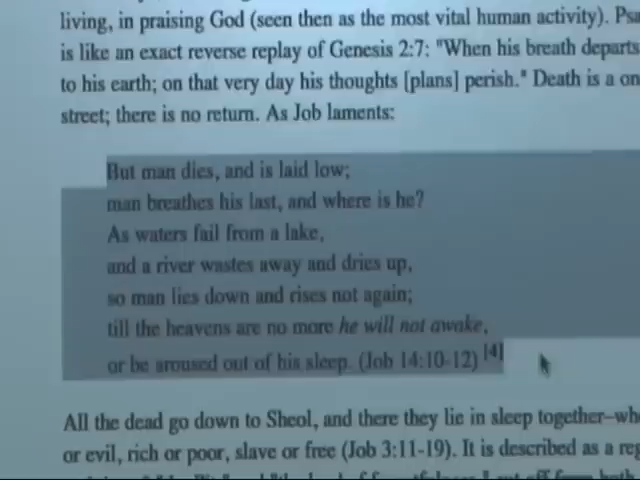 living, in praising God (seen then as the most vital human activity). Psa
is like an exact reverse replay of Genesis 2:7: "When his breath departs
to his earth; on that very day his thoughts [plans] perish." Death is a on
street; there is no return. As Job laments:
But man dies, and is laid low;
man breathes his last, and where is he?
As waters fail from a lake,
and a river wastes away and dries up,
so man lies down and rises not again;
till the heavens are no more he will not awake,
or be aroused out of his sleep. (Job 14:10-12) [4]
All the dead go down to Sheol, and there they lie in sleep together–whe
or evil, rich or poor, slave or free (Job 3:11-19). It is described as a reg